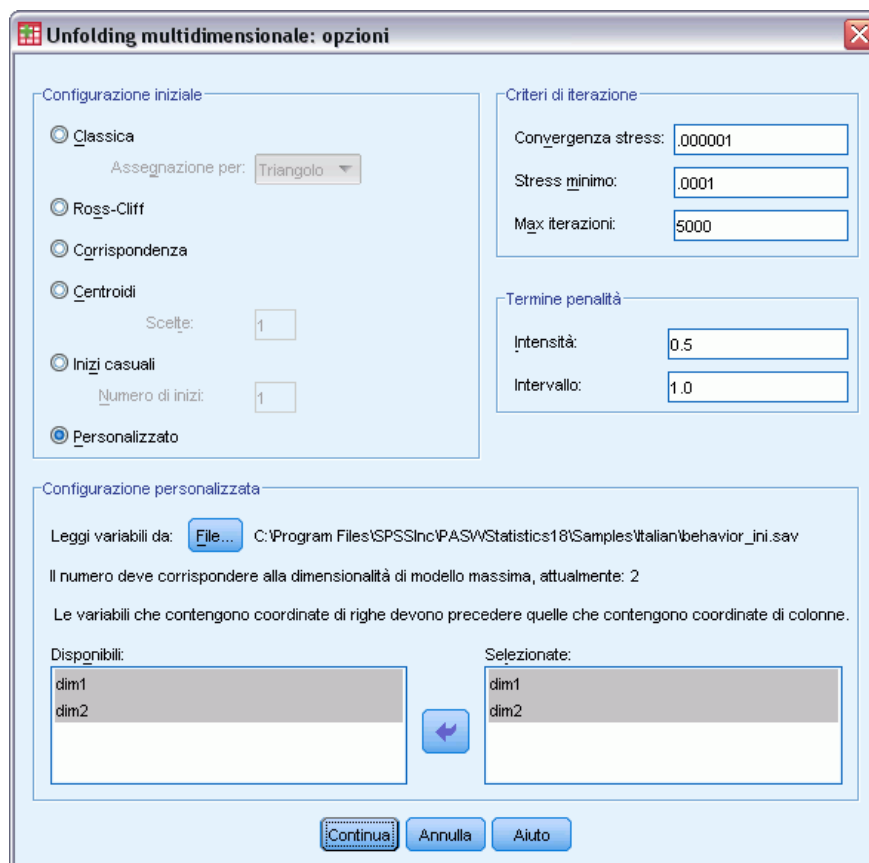 Unfolding multidimensionale: opzioni
Configurazione iniziale
Classica
Assegnazione per: Triangolo
Ross-Cliff
Corrispondenza
Centroidi
Scelte: 1
Inizi casuali
Numero di inizi: 1
Personalizzato
Criteri di iterazione
Convergenza stress: .000001
Stress minimo: .0001
Max iterazioni: 5000
Termine penalità
Intensità: 0.5
Intervallo: 1.0
Configurazione personalizzata
Leggi variabili da: File... C:\Program Files\SPSSInc\PASWStatistics18\Samples\Italian\behavior_ini.sav
Il numero deve corrispondere alla dimensionalità di modello massima, attualmente: 2
Le variabili che contengono coordinate di righe devono precedere quelle che contengono coordinate di colonne.
Disponibili:
dim1
dim2
Selezionate:
dim1
dim2
Continua Annulla Aiuto